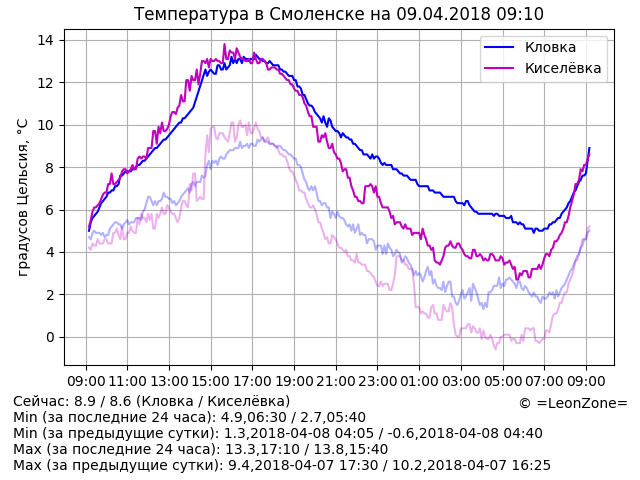 Температура в Смоленске на 09.04.2018 09:10
Кловка
Киселёвка
градусов Цельсия, °C
14
12
10
8
6
4
2
0
09:00 11:00 13:00 15:00 17:00 19:00 21:00 23:00 01:00 03:00 05:00 07:00 09:00
Сейчас: 8.9 / 8.6 (Кловка / Киселёвка)
© =LeonZone=
Min (за последние 24 часа): 4.9,06:30 / 2.7,05:40
Min (за предыдущие сутки): 1.3,2018-04-08 04:05 / -0.6,2018-04-08 04:40
Max (за последние 24 часа): 13.3,17:10 / 13.8,15:40
Max (за предыдущие сутки): 9.4,2018-04-07 17:30 / 10.2,2018-04-07 16:25